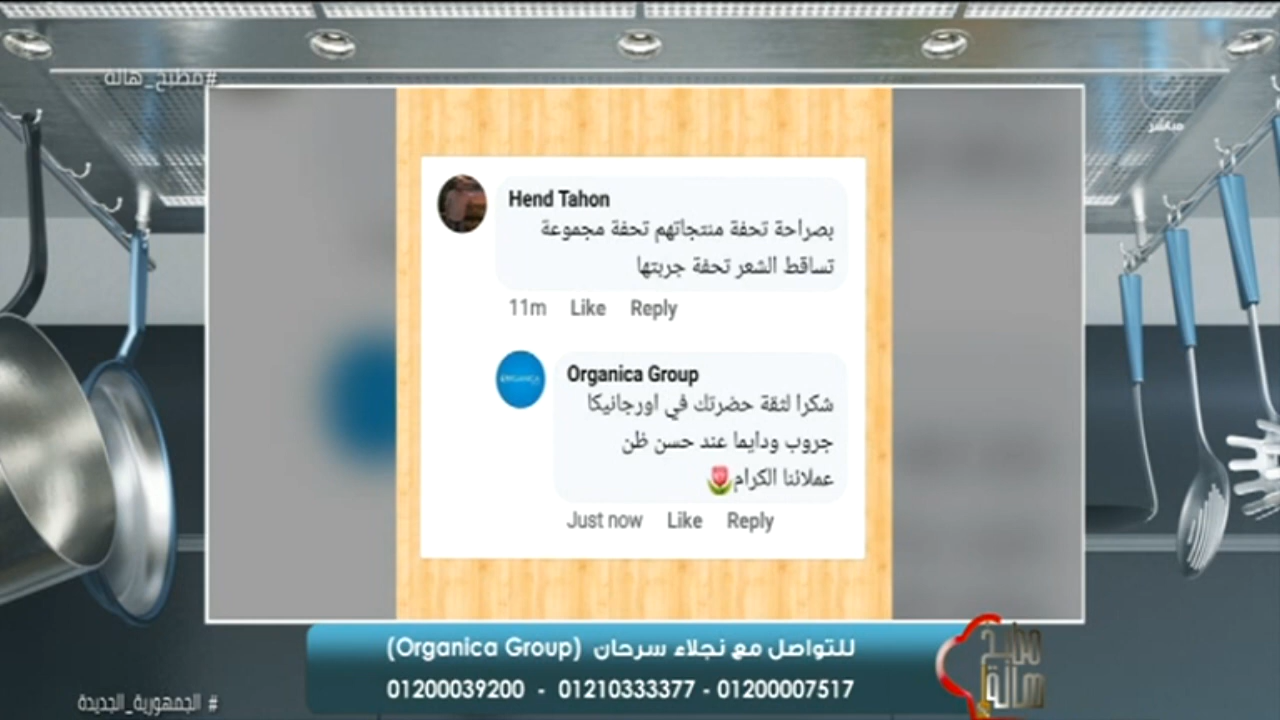 #مطبخ_هالة
مباشر
Hend Tahon
بصراحة تحفة منتجاتهم تحفة مجموعة
تساقط الشعر تحفة جربتها
11m Like Reply
ORGANICA
Organica Group
شكرا لثقة حضرتك في اورجانيكا
جروب ودايما عند حسن ظن
عملائنا الكرام🌷
Just now Like Reply
للتواصل مع نجلاء سرحان (Organica Group)
01200039200 - 01210333377 - 01200007517
مطبخ
هالة
# الجمهورية_الجديدة